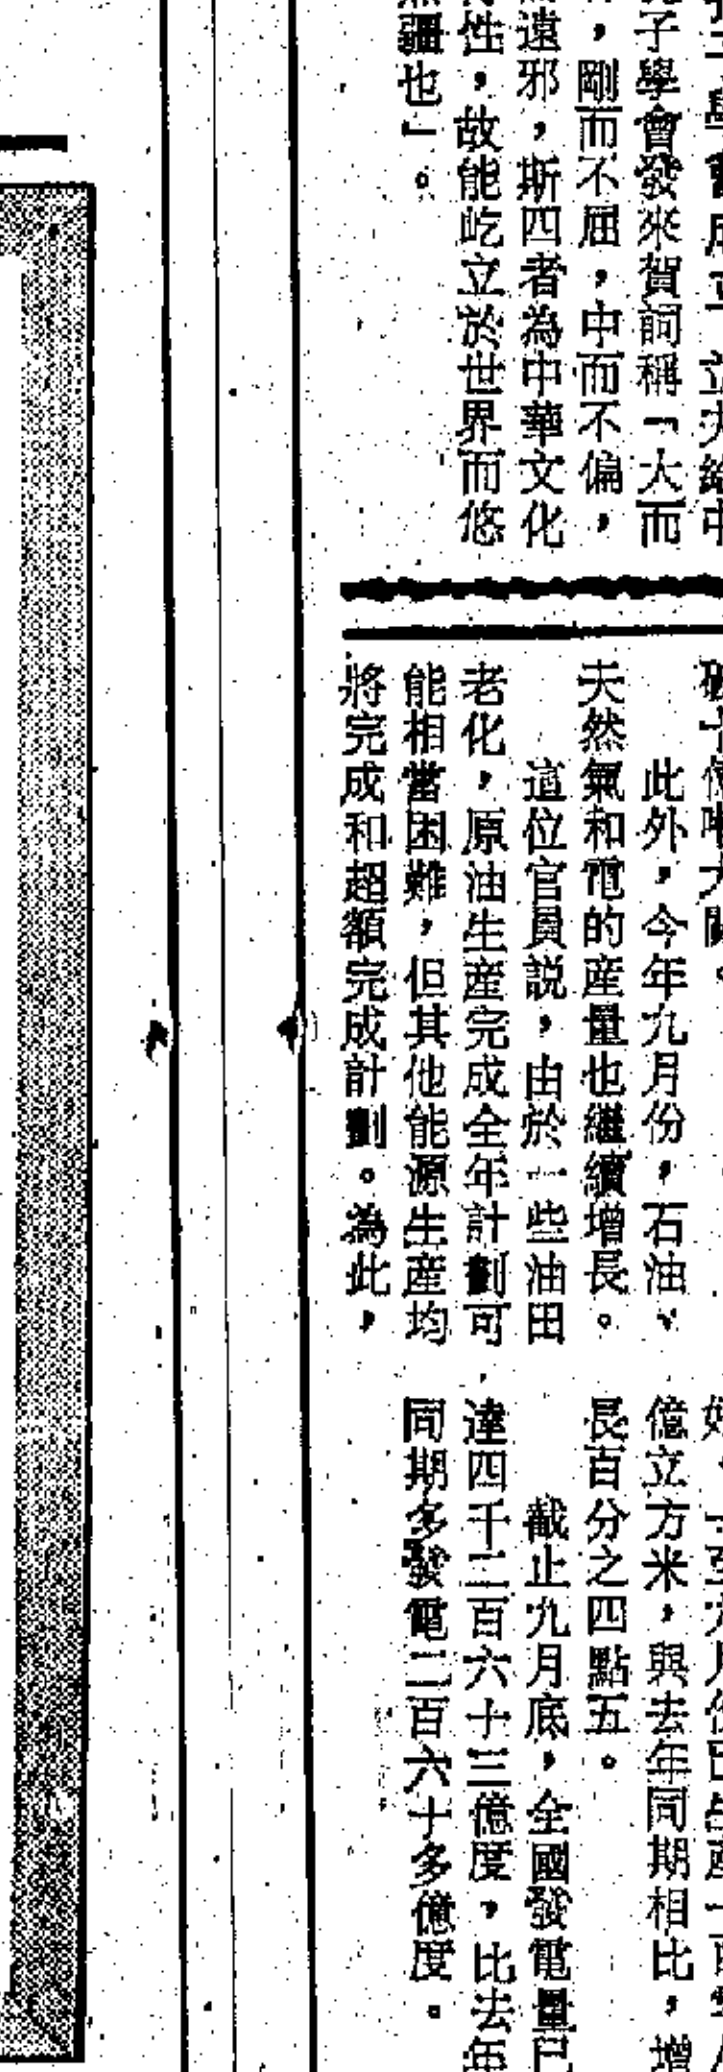 子學會發來賀詞稱「大而
，剛而不屈，中而不偏，
遠邪，斯四者為中華文化
性，故能屹立於世界而悠
疆也」。
此外，今年九月份，石油、
天然氣和電的産量也繼續增長。
這位官員説，由於一些油田
老化，原油生産完成全年計劃可
能相當困難，但其他能源生産均
將完成和超額完成計劃。為此，
億立方米，與去年同期相比，增
長百分之四點五。
截止九月底，全國發電量已
達四千二百六十三億度，比去年
同期多發電二百六十多億度。